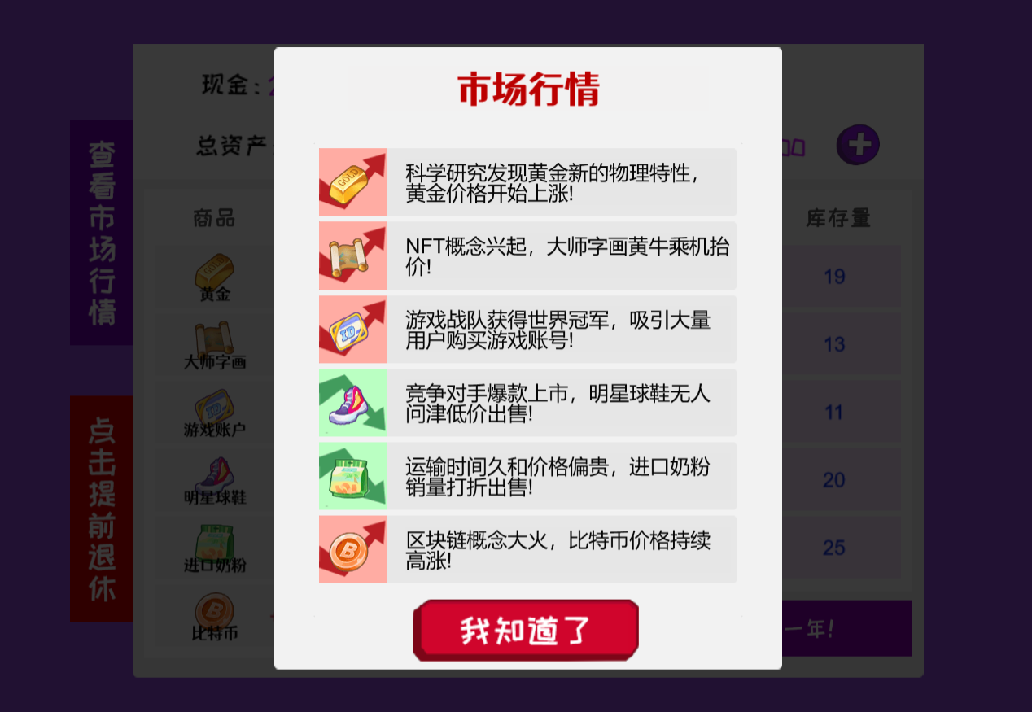 市场行情
现金:
总资产
查看市场行情
点击提前退休
商品
库存量
科学研究发现黄金新的物理特性，
黄金价格开始上涨!
NFT概念兴起，大师字画黄牛乘机抬
价!
游戏战队获得世界冠军，吸引大量
用户购买游戏账号!
竞争对手爆款上市，明星球鞋无人
问津低价出售!
运输时间久和价格偏贵，进口奶粉
销量打折出售!
区块链概念大火，比特币价格持续
高涨!
黄金
19
大师字画
13
游戏账户
11
明星球鞋
20
进口奶粉
25
比特币
一年!
我知道了